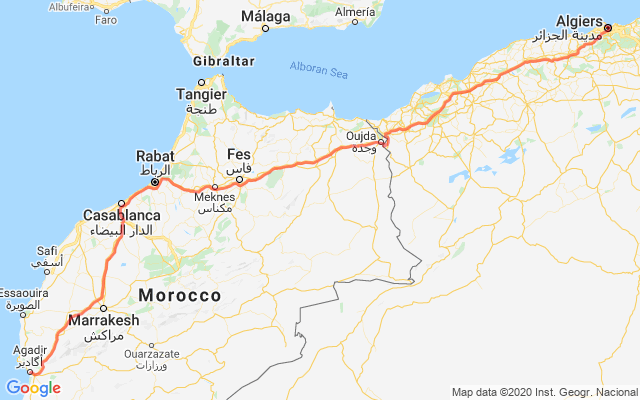 Albufeira
Faro
Málaga
Almería
Algiers
مدينة الجزائر
Gibraltar
Alboran Sea
Tangier
طنجة
Oujda
وجدة
Rabat
الرباط
Fes
فاس
Meknes
مكناس
Casablanca
الدار البيضاء
Safi
آسفي
Essaouira
الصويرة
Morocco
Marrakesh
مراكش
Agadir
أكادير
Ouarzazate
ورزازات
Google
Map data ©2020 Inst. Geogr. Nacional